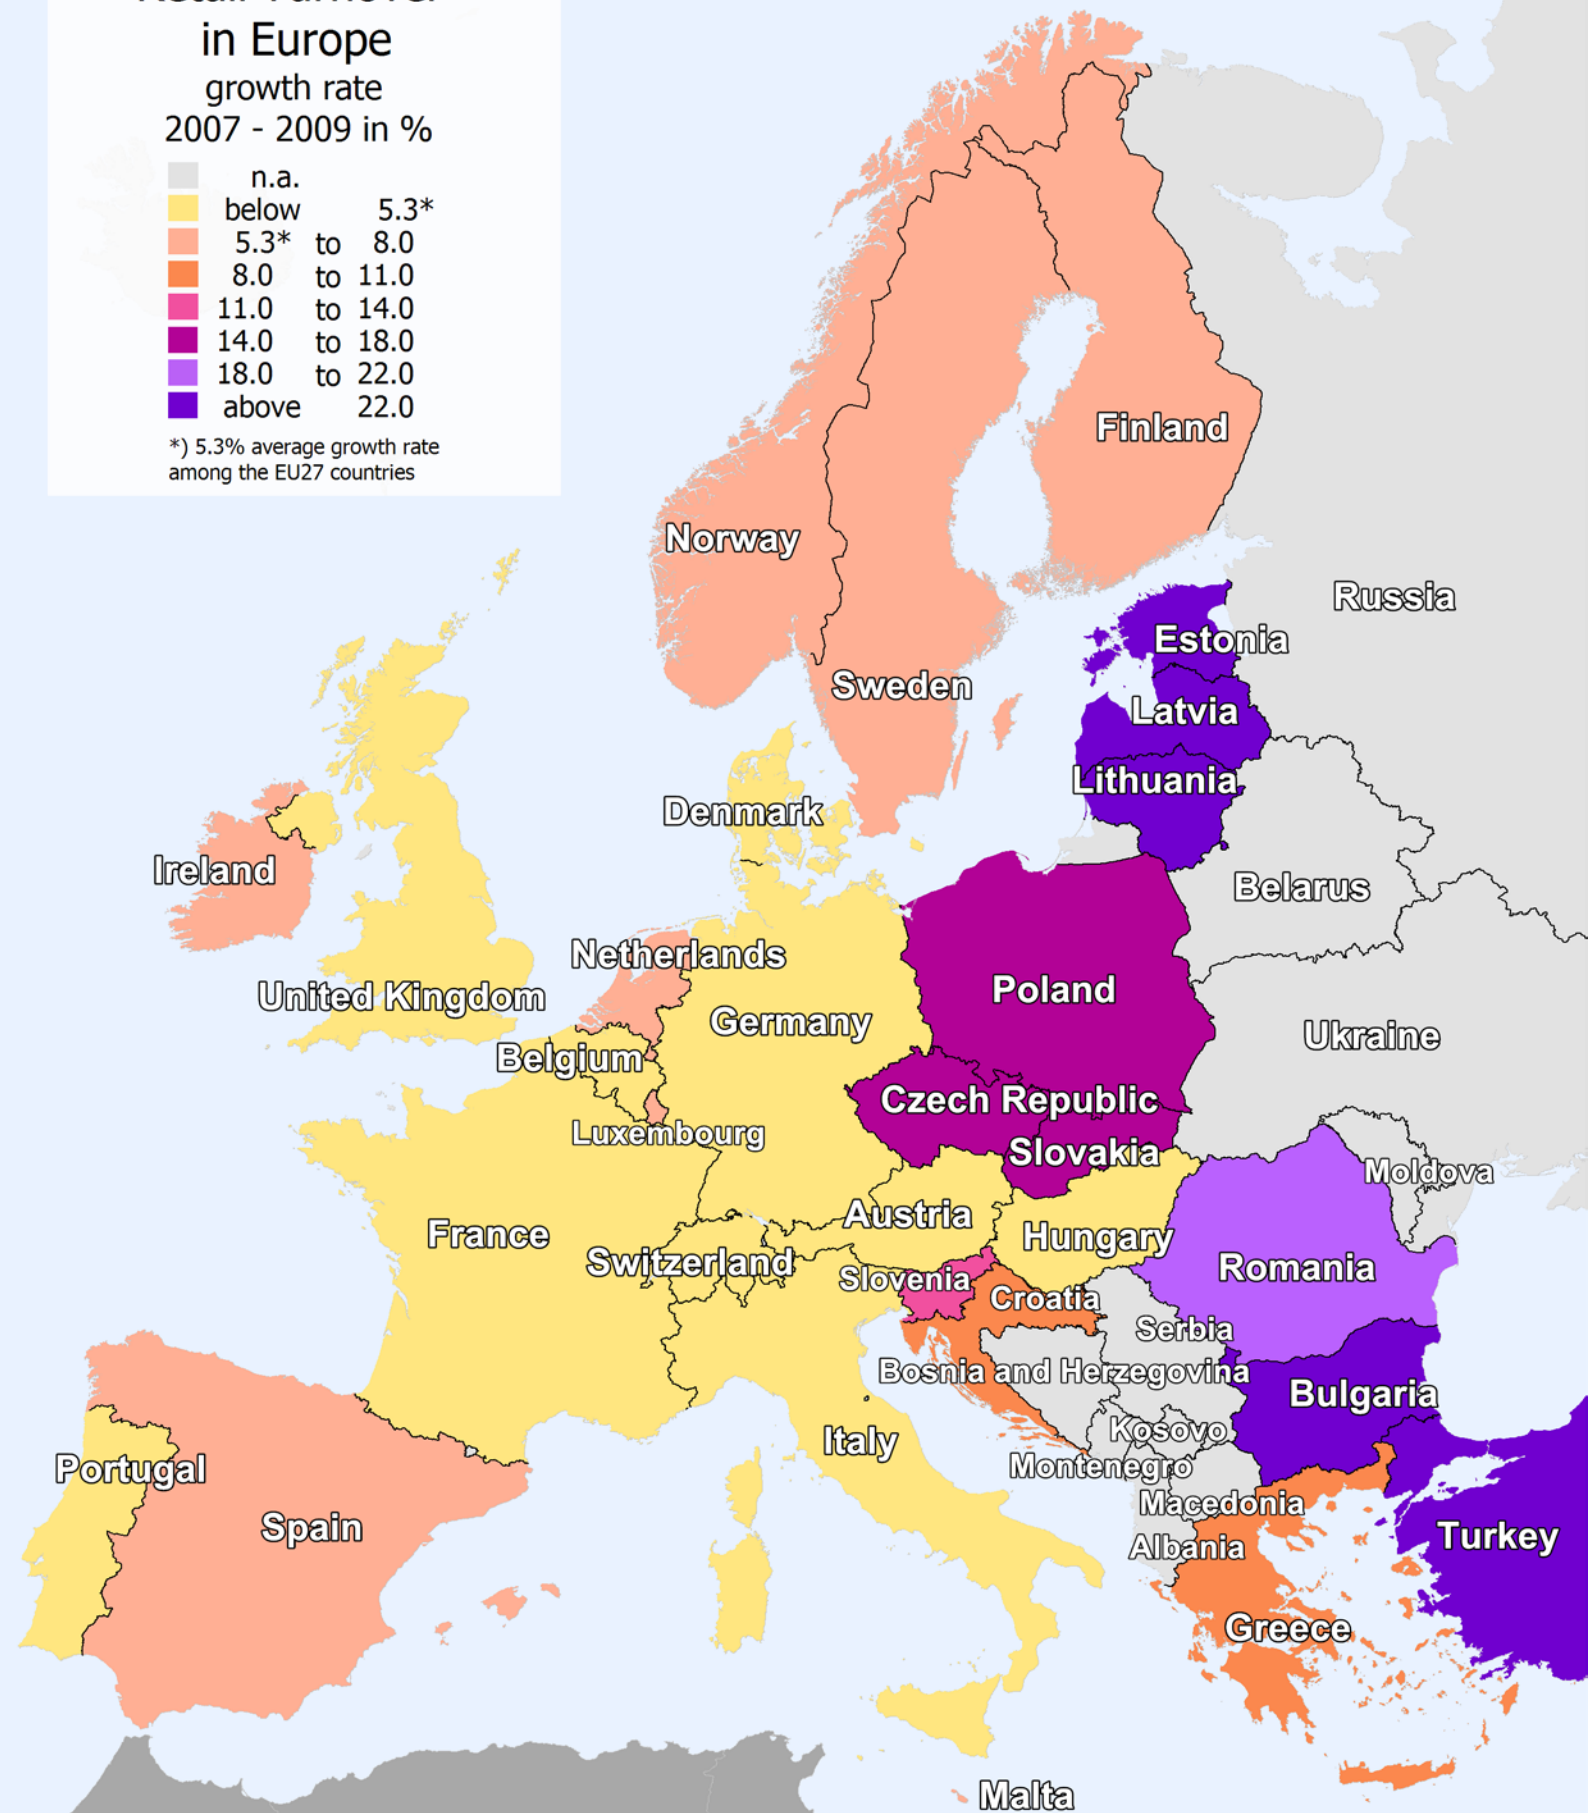 Retail Turnover
in Europe
growth rate
2007 - 2009 in %
n.a.
below 5.3*
5.3* to 8.0
8.0 to 11.0
11.0 to 14.0
14.0 to 18.0
18.0 to 22.0
above 22.0
*) 5.3% average growth rate
among the EU27 countries
Finland
Norway
Russia
Estonia
Sweden
Latvia
Lithuania
Denmark
Ireland
Belarus
Netherlands
Poland
United Kingdom
Germany
Ukraine
Belgium
Czech Republic
Luxembourg
Slovakia
Moldova
Austria
France
Hungary
Switzerland
Romania
Slovenia
Croatia
Serbia
Bosnia and Herzegovina
Bulgaria
Kosovo
Italy
Montenegro
Portugal
Macedonia
Spain
Turkey
Albania
Greece
Malta